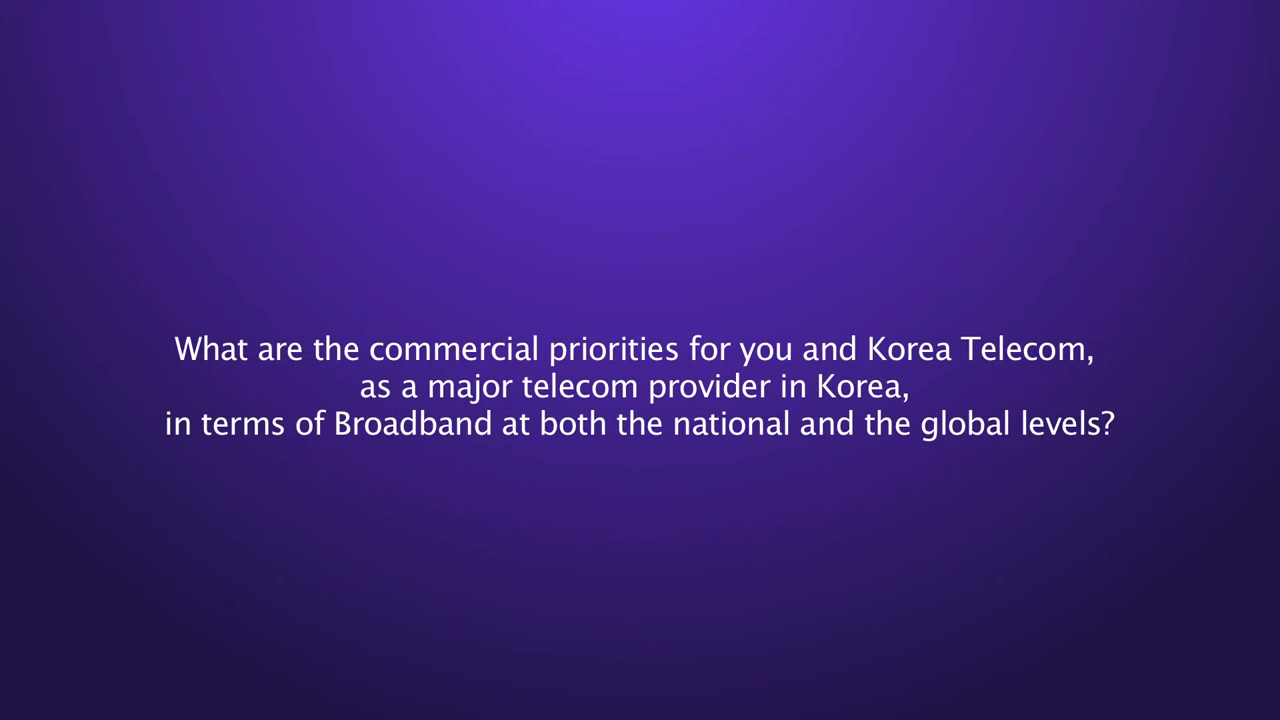 What are the commercial priorities for you and Korea Telecom,
as a major telecom provider in Korea,
in terms of Broadband at both the national and the global levels?